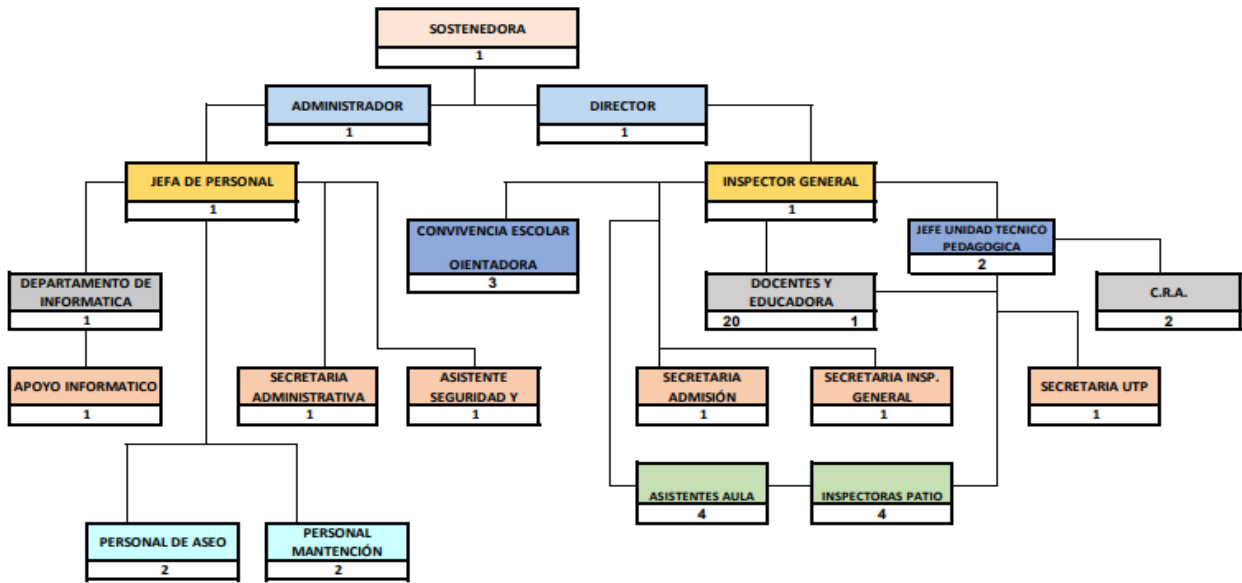 SOSTENEDORA
1
ADMINISTRADOR
1
DIRECTOR
1
JEFA DE PERSONAL
1
INSPECTOR GENERAL
1
CONVIVENCIA ESCOLAR
OIENTADORA
3
JEFE UNIDAD TECNICO
PEDAGOGICA
2
DEPARTAMENTO DE
INFORMATICA
1
DOCENTES Y
EDUCADORA
20 1
C.R.A.
2
APOYO INFORMATICO
1
SECRETARIA
ADMINISTRATIVA
1
ASISTENTE
SEGURIDAD Y
1
SECRETARIA
ADMISIÓN
1
SECRETARIA INSP.
GENERAL
1
SECRETARIA UTP
1
ASISTENTES AULA
4
INSPECTORAS PATIO
4
PERSONAL DE ASEO
2
PERSONAL
MANTENCIÓN
2